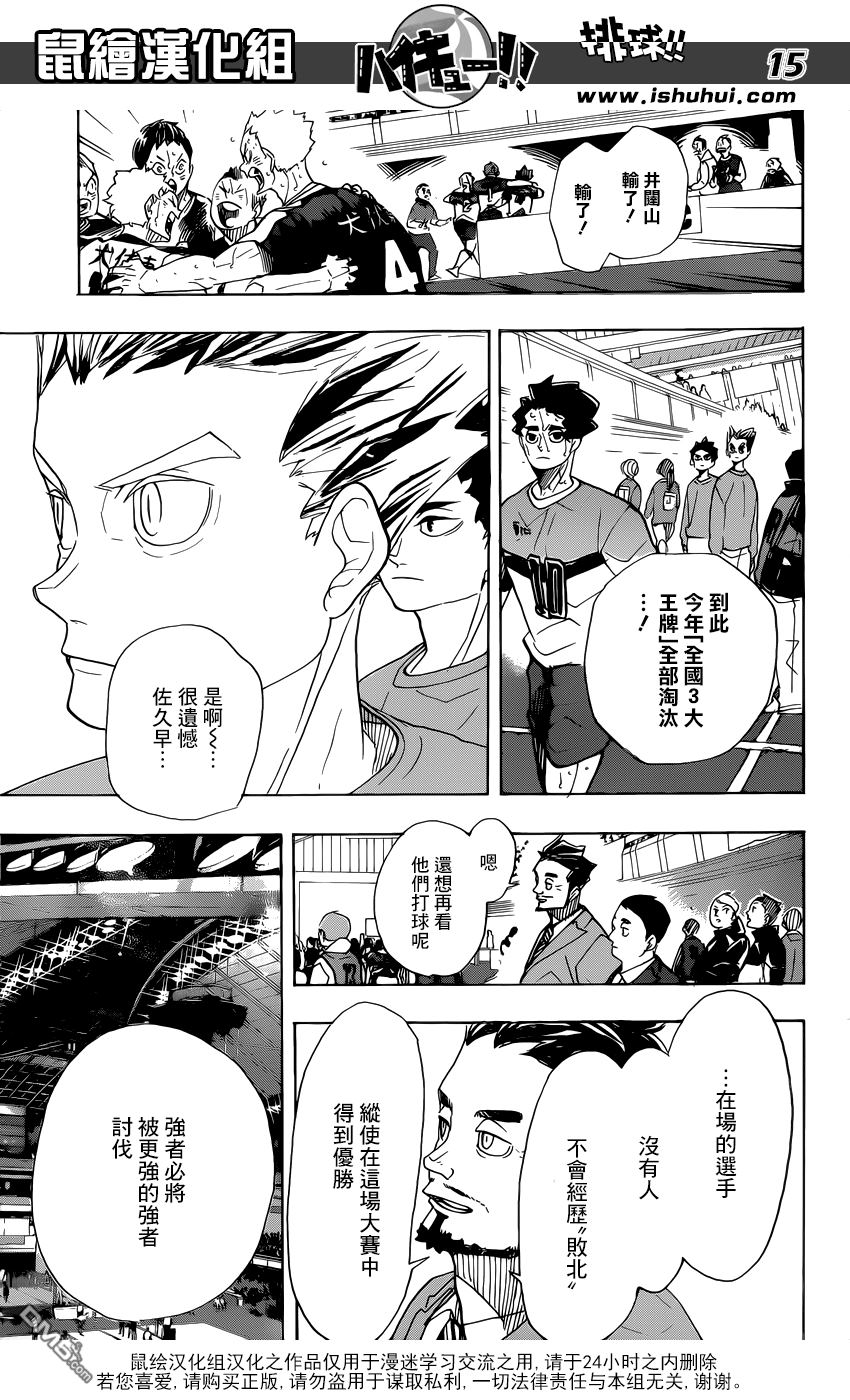 鼠繪漢化組
ハイキュー!!
排球!!
15
www.ishuhui.com
井闥山
輸了!
輸了!
4
10
到此
今年「全國3大
王牌」全部淘汰
…!
是啊~…
很遺憾
佐久早…
嗯
還想再看
他們打球呢
…在場的選手
沒有人
不會經歷“敗北”
縱使在這場大賽中
得到優勝
強者必將
被更強的強者
討伐
DM5.com
鼠绘汉化组汉化之作品仅用于漫迷学习交流之用, 请于24小时之内删除
若您喜爱, 请购买正版, 请勿盗用于谋取私利, 一切法律责任与本组无关, 谢谢。